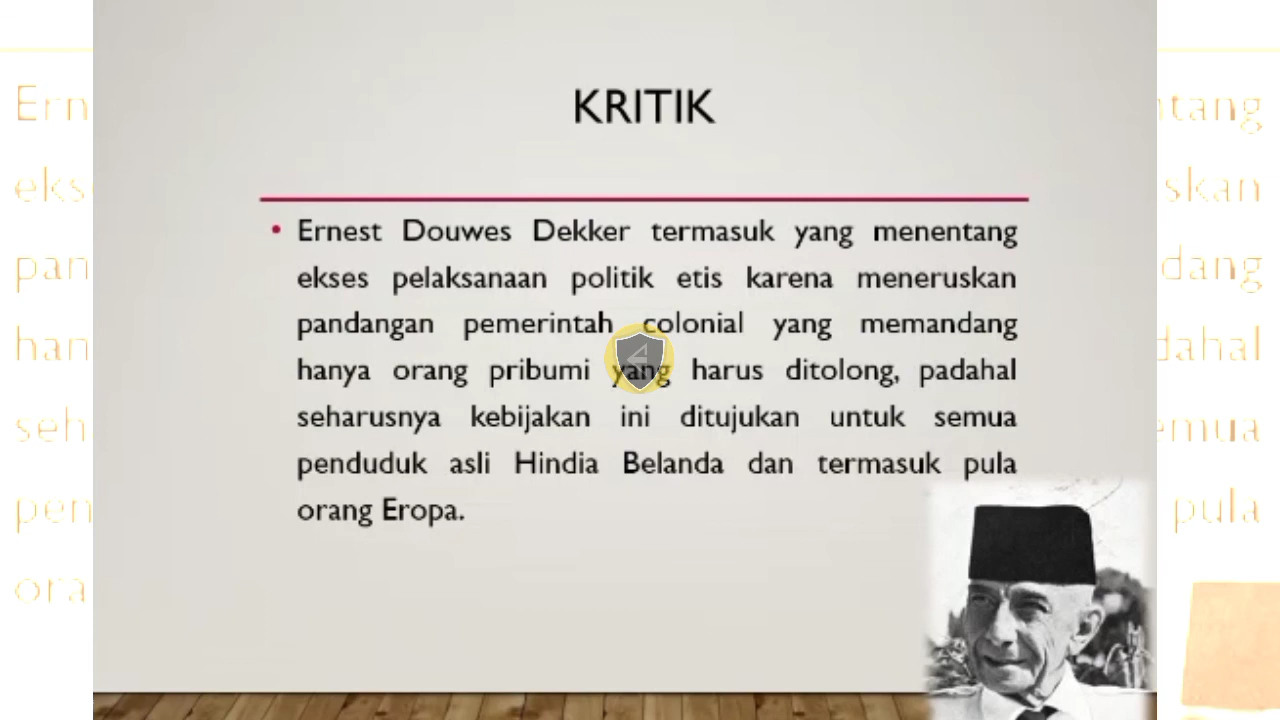 KRITIK
• Ernest Douwes Dekker termasuk yang menentang
ekses pelaksanaan politik etis karena meneruskan
pandangan pemerintah colonial yang memandang
hanya orang pribumi yang harus ditolong, padahal
seharusnya kebijakan ini ditujukan untuk semua
penduduk asli Hindia Belanda dan termasuk pula
orang Eropa.